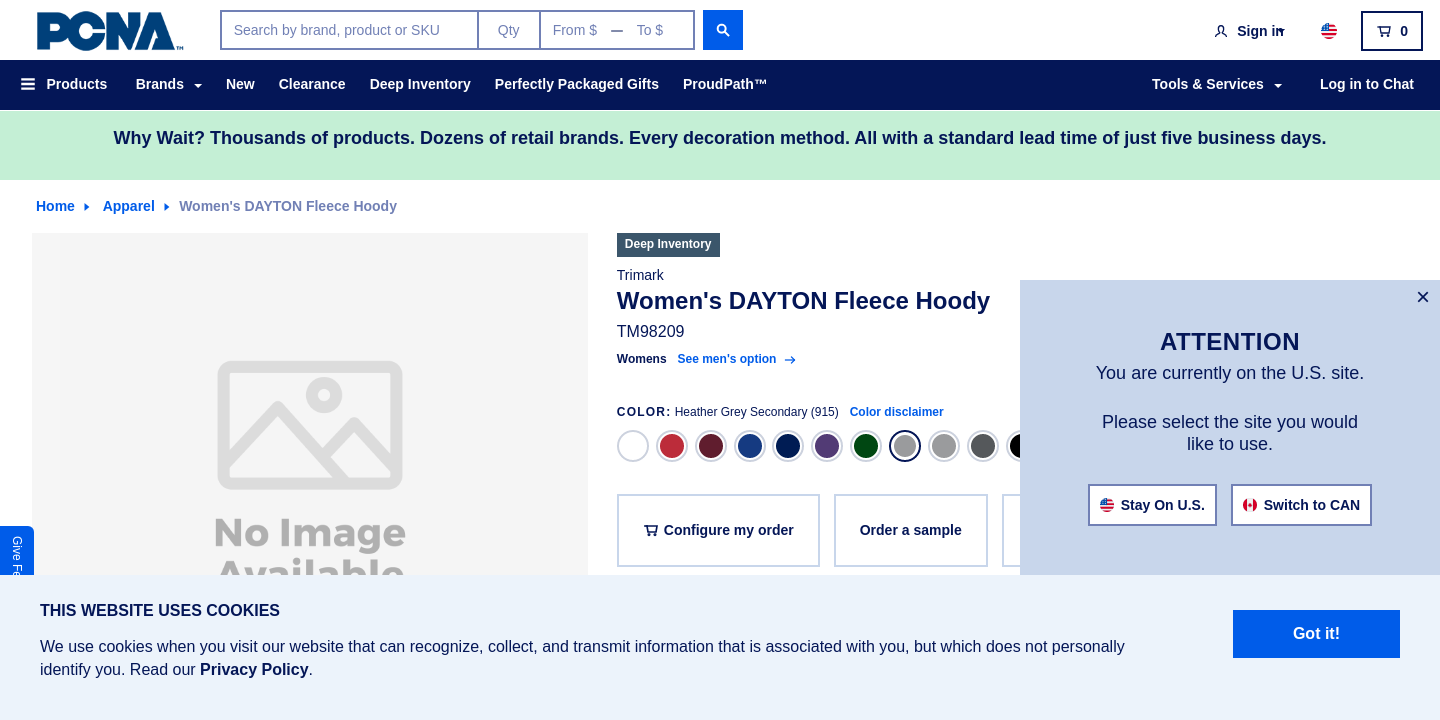 PCNA™
Search by brand, product or SKU
Qty
From $ — To $
Sign in
0
Products
Brands
New
Clearance
Deep Inventory
Perfectly Packaged Gifts
ProudPath™
Tools & Services
Log in to Chat
Why Wait? Thousands of products. Dozens of retail brands. Every decoration method. All with a standard lead time of just five business days.
Home
Apparel
Women's DAYTON Fleece Hoody
No Image
Available
Deep Inventory
Trimark
Women's DAYTON Fleece Hoody
TM98209
Womens See men's option
COLOR: Heather Grey Secondary (915) Color disclaimer
Configure my order
Order a sample
×
ATTENTION
You are currently on the U.S. site.
Please select the site you would
like to use.
Stay On U.S.
Switch to CAN
Give
THIS WEBSITE USES COOKIES
We use cookies when you visit our website that can recognize, collect, and transmit information that is associated with you, but which does not personally
identify you. Read our Privacy Policy.
Got it!